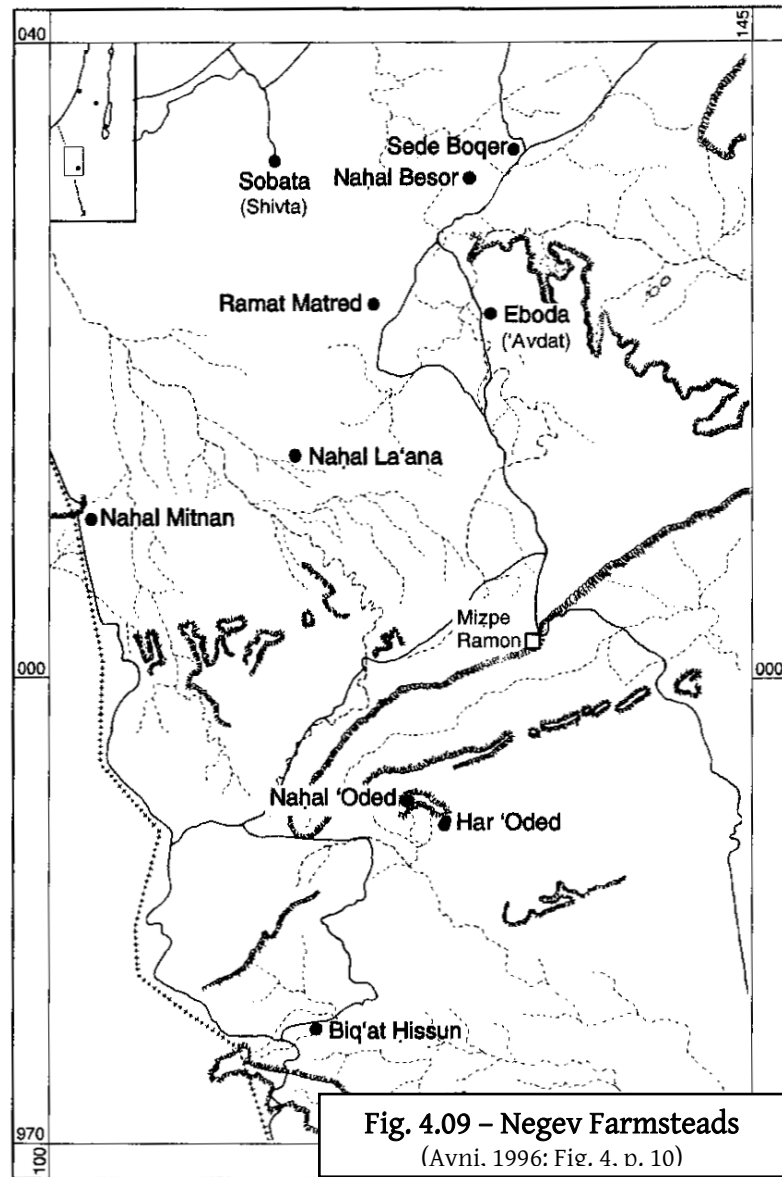 040
145
Sede Boqer
Nahal Besor
Sobata
(Shivta)
Ramat Matred
Eboda
('Avdat)
Naḥal La'ana
Nahal Mitnan
Mizpe
Ramon
000
000
Nahal 'Oded
Har 'Oded
Biq'at Hissun
970
100
Fig. 4.09 – Negev Farmsteads
(Avni, 1996: Fig. 4, p. 10)